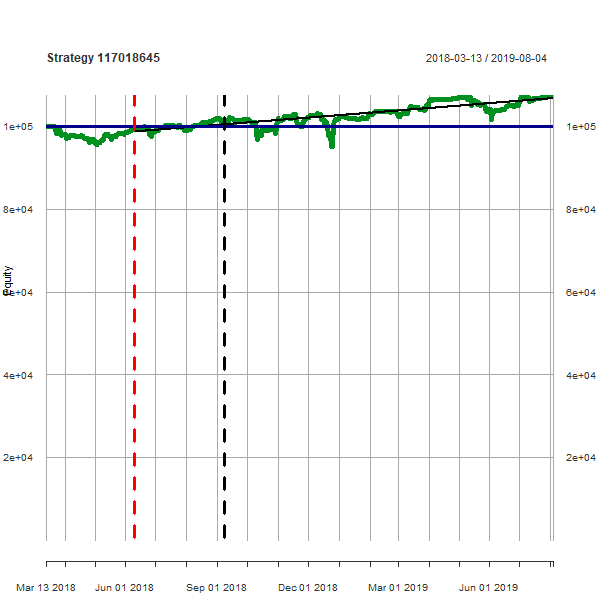 Strategy 117018645
2018-03-13 / 2019-08-04
1e+05
1e+05
8e+04
8e+04
Equity
6e+04
6e+04
4e+04
4e+04
2e+04
2e+04
Mar 13 2018
Jun 01 2018
Sep 01 2018
Dec 01 2018
Mar 01 2019
Jun 01 2019